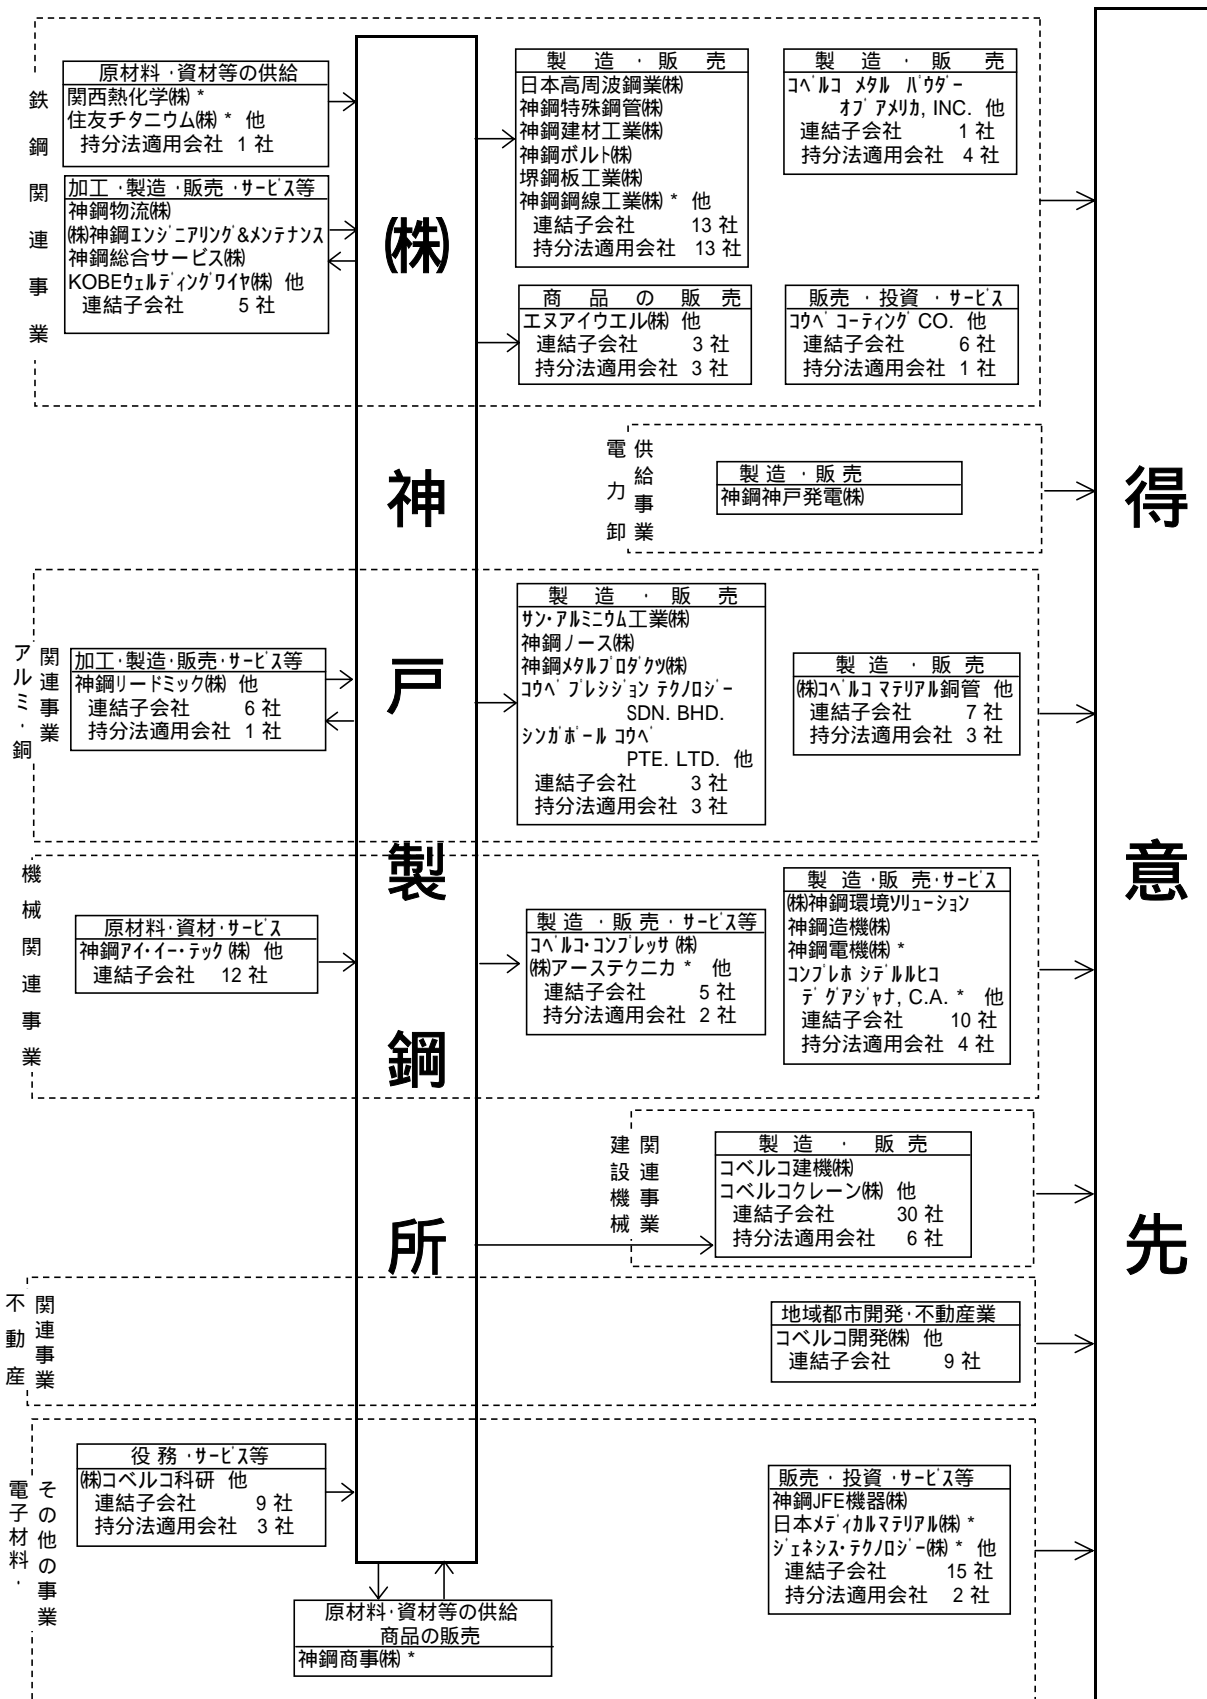 鉄鋼関連事業
原材料・資材等の供給
関西熱化学(株) *
住友チタニウム(株) * 他
持分法適用会社 1 社
加工・製造・販売・サービス等
神鋼物流(株)
(株)神鋼エンジニアリング&メンテナンス
神鋼総合サービス(株)
KOBEウェルディングワイヤ(株) 他
連結子会社 5 社
製造・販売
日本高周波鋼業(株)
神鋼特殊鋼管(株)
神鋼建材工業(株)
神鋼ボルト(株)
堺鋼板工業(株)
神鋼鋼線工業(株) * 他
連結子会社 13 社
持分法適用会社 13 社
製造・販売
コベルコ メタル パウダー
オブ アメリカ, INC. 他
連結子会社 1 社
持分法適用会社 4 社
商品の販売
エヌアイウエル(株) 他
連結子会社 3 社
持分法適用会社 3 社
販売・投資・サービス
コウベ コーティング CO. 他
連結子会社 6 社
持分法適用会社 1 社
(株)神戸製鋼所
得意先
電力卸
供給事業
製造・販売
神鋼神戸発電(株)
アルミ・銅
関連事業
加工・製造・販売・サービス等
神鋼リードミック(株) 他
連結子会社 6 社
持分法適用会社 1 社
製造・販売
サン・アルミニウム工業(株)
神鋼ノース(株)
神鋼メタルプロダクツ(株)
コウベ プレシジョン テクノロジー
SDN. BHD.
シンガポール コウベ
PTE. LTD. 他
連結子会社 3 社
持分法適用会社 3 社
製造・販売
(株)コベルコ マテリアル銅管 他
連結子会社 7 社
持分法適用会社 3 社
機械関連事業
原材料・資材・サービス
神鋼アイ・イー・テック(株) 他
連結子会社 12 社
製造・販売・サービス等
コベルコ・コンプレッサ(株)
(株)アーステクニカ * 他
連結子会社 5 社
持分法適用会社 2 社
製造・販売・サービス
(株)神鋼環境ソリューション
神鋼造機(株)
神鋼電機(株) *
コンプレホ シデルルヒコ
デ グアジャナ, C.A. * 他
連結子会社 10 社
持分法適用会社 4 社
建設機械
関連事業
製造・販売
コベルコ建機(株)
コベルコクレーン(株) 他
連結子会社 30 社
持分法適用会社 6 社
不動産
関連事業
地域都市開発・不動産業
コベルコ開発(株) 他
連結子会社 9 社
電子材料・
その他の事業
役務・サービス等
(株)コベルコ科研 他
連結子会社 9 社
持分法適用会社 3 社
販売・投資・サービス等
神鋼JFE機器(株)
日本メディカルマテリアル(株) *
ジェネシス・テクノロジー(株) * 他
連結子会社 15 社
持分法適用会社 2 社
原材料・資材等の供給
商品の販売
神鋼商事(株) *